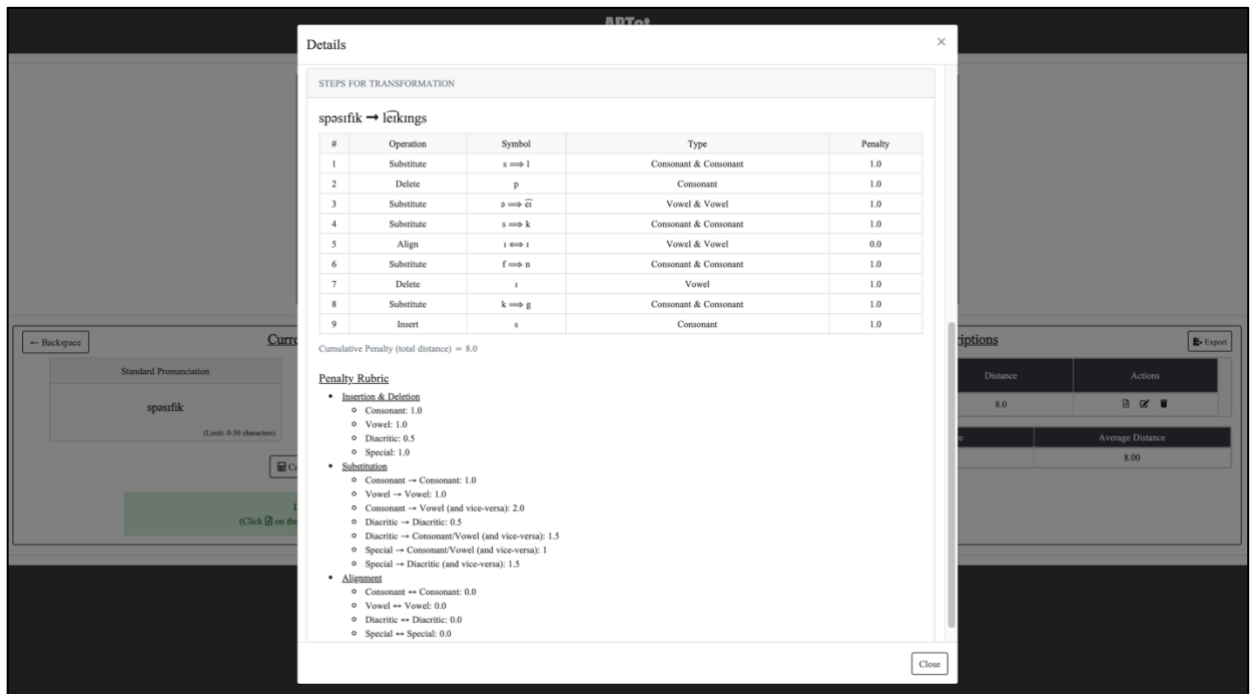 Details ×
STEPS FOR TRANSFORMATION
spəsɪfɪk → le͡ɪkɪngs
# Operation Symbol Type Penalty
1 Substitute s ⟹ l Consonant & Consonant 1.0
2 Delete p Consonant 1.0
3 Substitute ə ⟹ e͡ɪ Vowel & Vowel 1.0
4 Substitute s ⟹ k Consonant & Consonant 1.0
5 Align ɪ ⟺ ɪ Vowel & Vowel 0.0
6 Substitute f ⟹ n Consonant & Consonant 1.0
7 Delete ɪ Vowel 1.0
8 Substitute k ⟹ g Consonant & Consonant 1.0
9 Insert s Consonant 1.0
Cumulative Penalty (total distance) = 8.0
Penalty Rubric
• Insertion & Deletion
○ Consonant: 1.0
○ Vowel: 1.0
○ Diacritic: 0.5
○ Special: 1.0
• Substitution
○ Consonant → Consonant: 1.0
○ Vowel → Vowel: 1.0
○ Consonant → Vowel (and vice-versa): 2.0
○ Diacritic → Diacritic: 0.5
○ Diacritic → Consonant/Vowel (and vice-versa): 1.5
○ Special → Consonant/Vowel (and vice-versa): 1
○ Special → Diacritic (and vice-versa): 1.5
• Alignment
○ Consonant ↔ Consonant: 0.0
○ Vowel ↔ Vowel: 0.0
○ Diacritic ↔ Diacritic: 0.0
○ Special ↔ Special: 0.0
Close
← Backspace
Curre
Standard Pronunciation
spəsɪfɪk
(Limit: 0-50 characters)
(Click on the
iptions
Export
Distance Actions
8.0
Average Distance
8.00